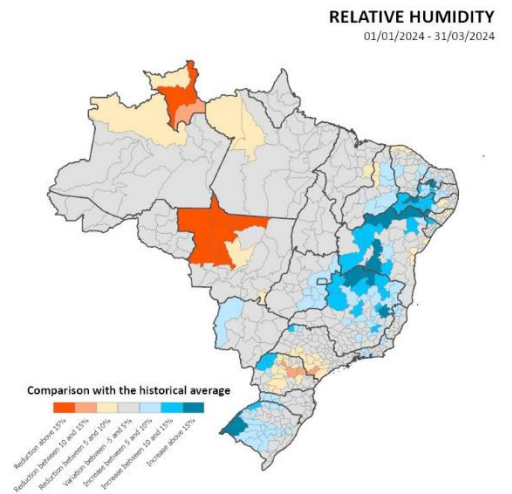 RELATIVE HUMIDITY
01/01/2024 - 31/03/2024
Comparison with the historical average
Reduction above 15%
Reduction between 10 and 15%
Reduction between 5 and 10%
Variation between -5 and 5%
Increase between 5 and 10%
Increase between 10 and 15%
Increase above 15%